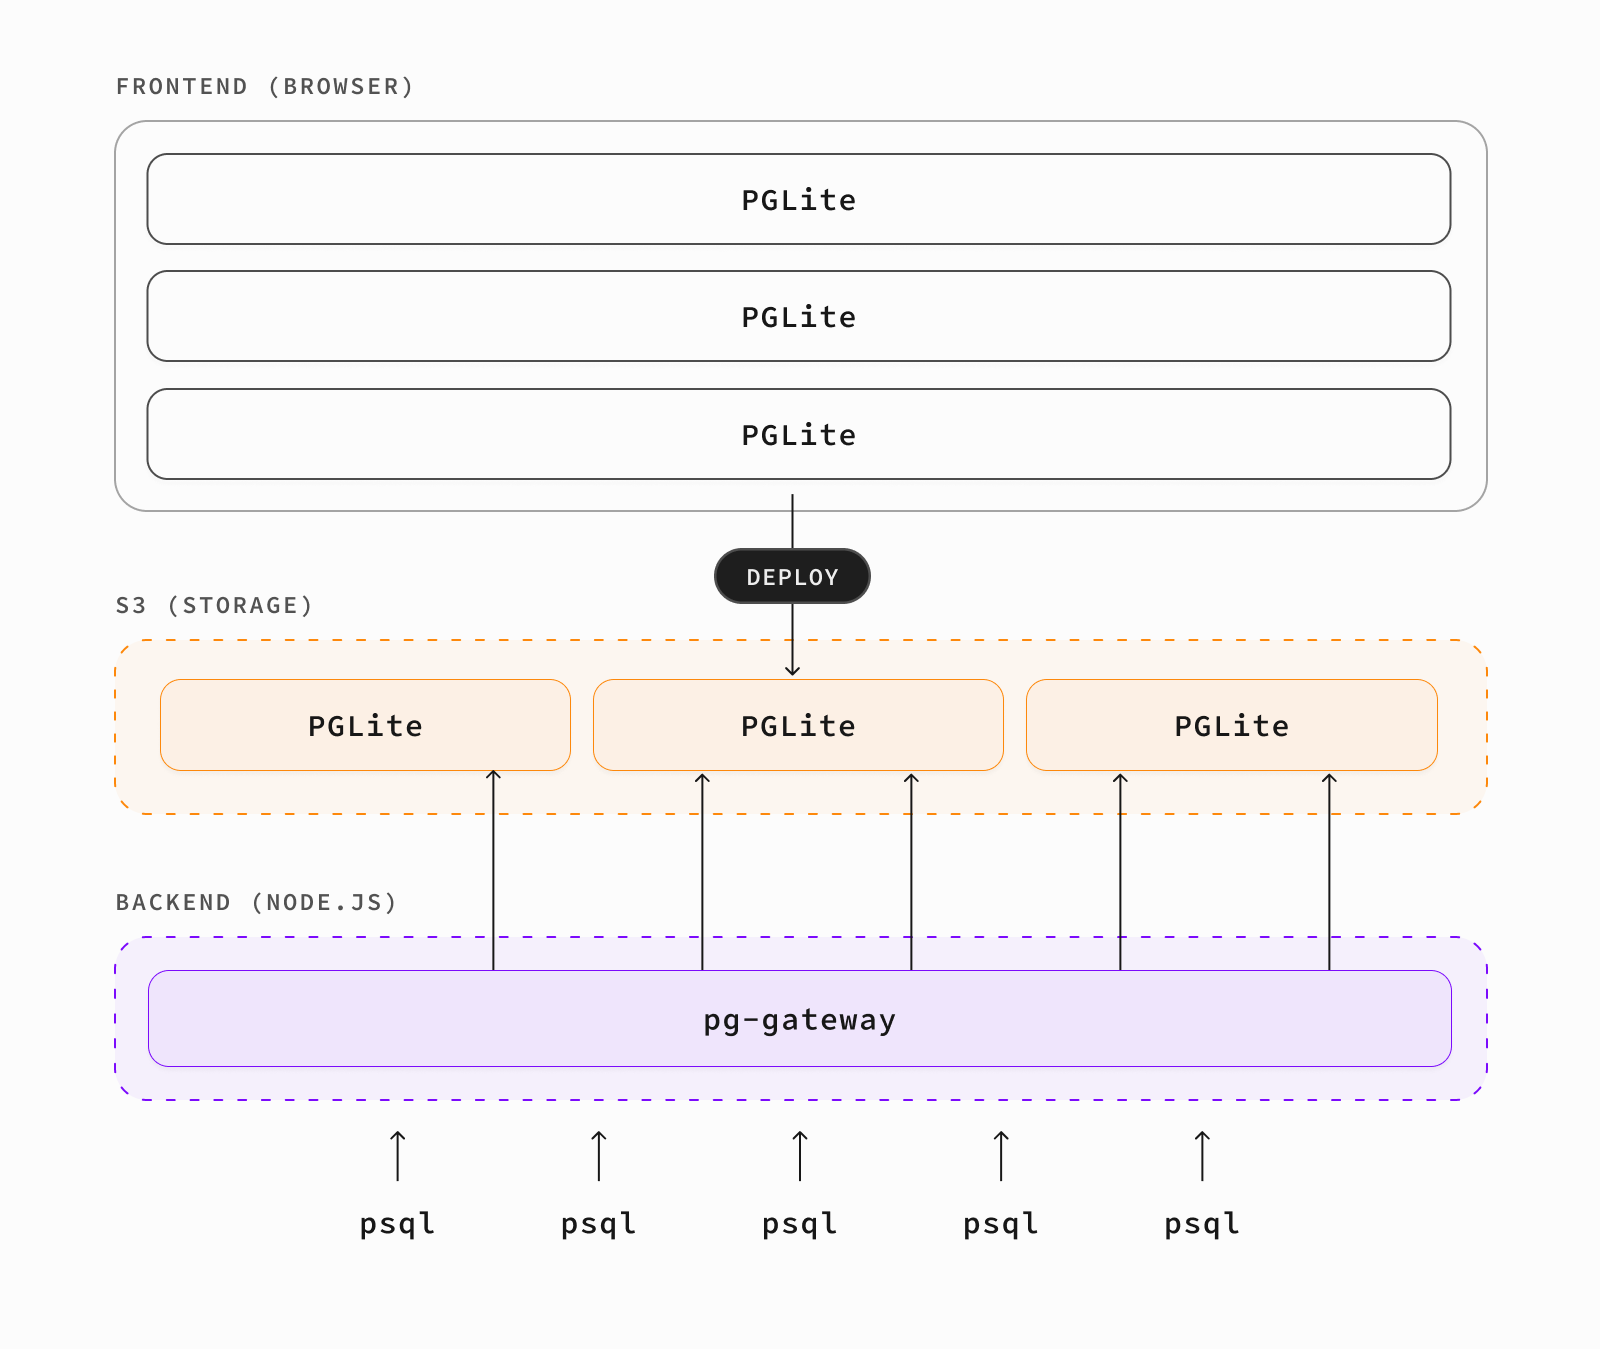 FRONTEND (BROWSER)
PGLite
PGLite
PGLite
DEPLOY
S3 (STORAGE)
PGLite PGLite PGLite
BACKEND (NODE.JS)
pg-gateway
psql psql psql psql psql